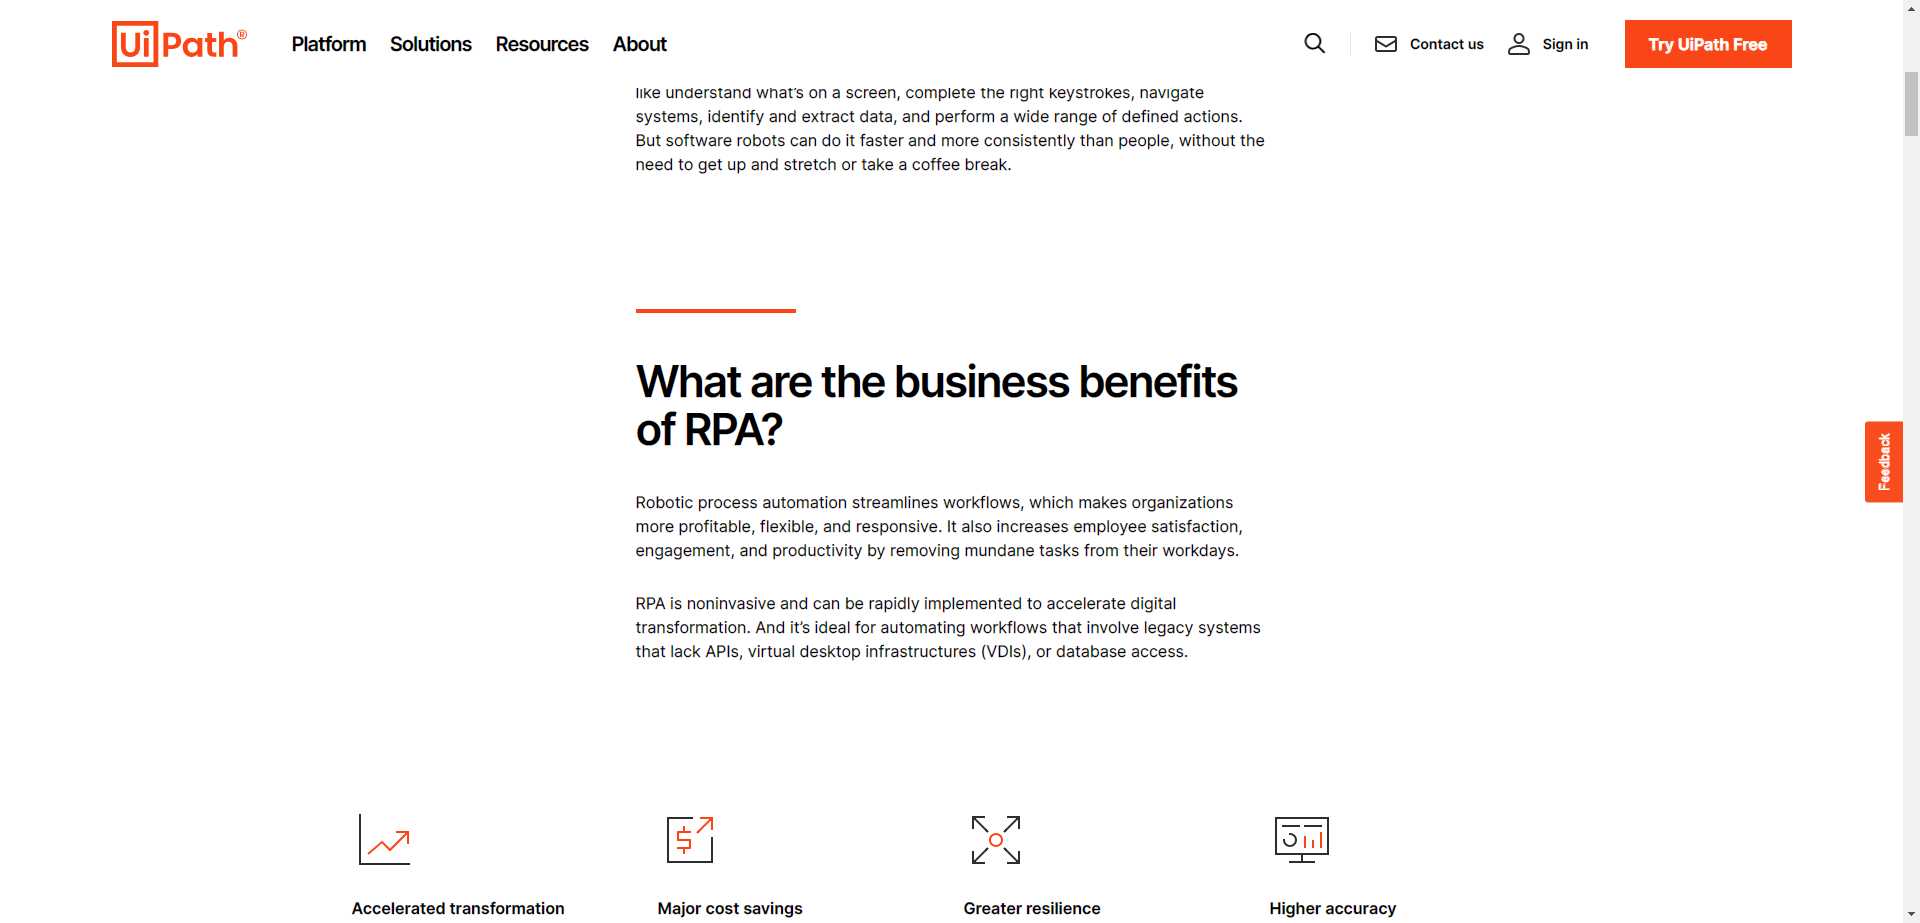 UiPath®
Platform
Solutions
Resources
About
Contact us
Sign in
Try UiPath Free
like understand what's on a screen, complete the right keystrokes, navigate
systems, identify and extract data, and perform a wide range of defined actions.
But software robots can do it faster and more consistently than people, without the
need to get up and stretch or take a coffee break.
What are the business benefits
of RPA?
Feedback
Robotic process automation streamlines workflows, which makes organizations
more profitable, flexible, and responsive. It also increases employee satisfaction,
engagement, and productivity by removing mundane tasks from their workdays.
RPA is noninvasive and can be rapidly implemented to accelerate digital
transformation. And it’s ideal for automating workflows that involve legacy systems
that lack APIs, virtual desktop infrastructures (VDIs), or database access.
Accelerated transformation
Major cost savings
Greater resilience
Higher accuracy